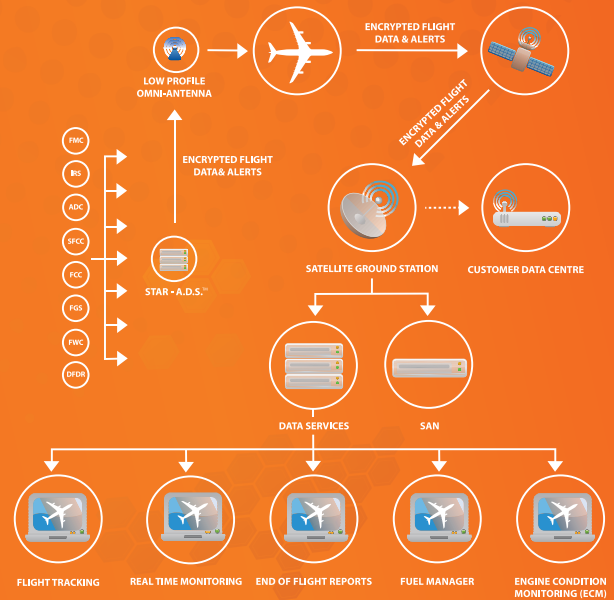 ENCRYPTED FLIGHT
DATA & ALERTS
LOW PROFILE
OMNI-ANTENNA
ENCRYPTED FLIGHT
DATA & ALERTS
ENCRYPTED FLIGHT
DATA& ALERTS
FMC
IRS
ADC
SFCC
FCC
FGS
FWC
DFDR
STAR - A.D.S.™
SATELLITE GROUND STATION
CUSTOMER DATA CENTRE
DATA SERVICES
SAN
FLIGHT TRACKING
REAL TIME MONITORING
END OF FLIGHT REPORTS
FUEL MANAGER
ENGINE CONDITION
MONITORING (ECM)